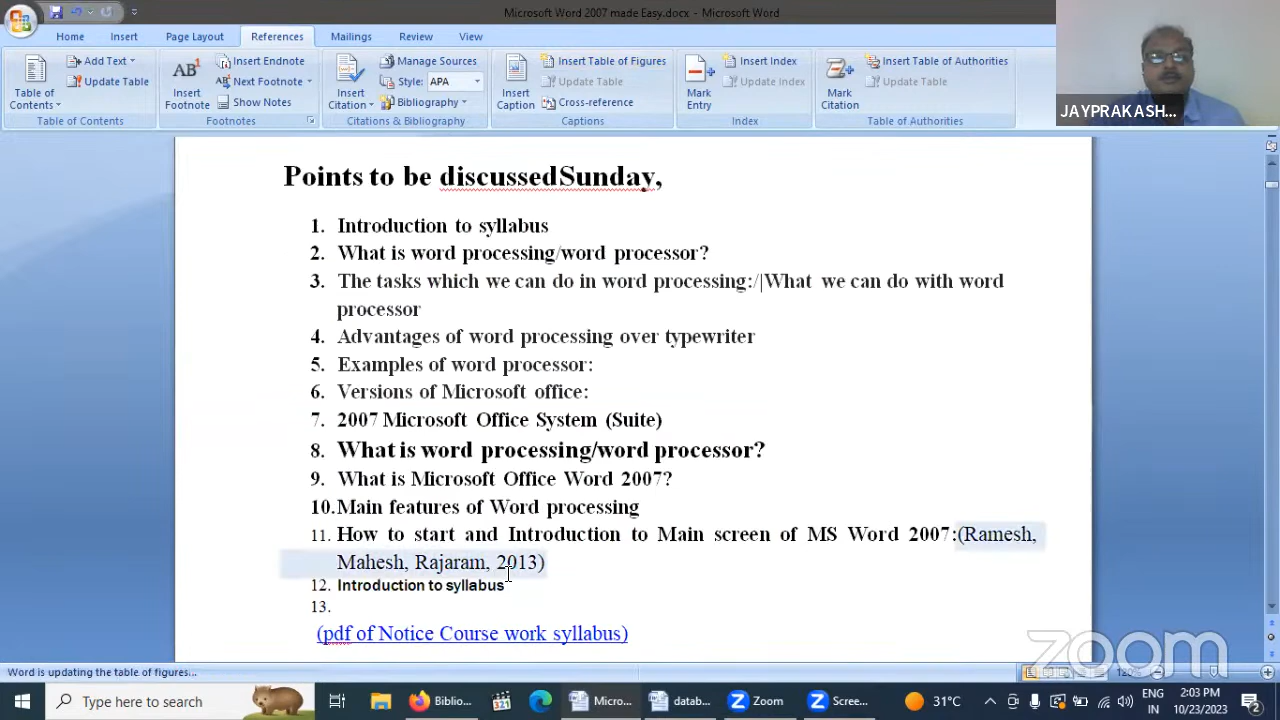 Microsoft Word 2007 made Easy.docx - Microsoft Word
Home Insert Page Layout References Mailings Review View
Add Text Insert Endnote Manage Sources Insert Table of Figures Insert Index Insert Table of Authorities
Update Table Next Footnote Style: APA Update Table Update Index Update Table
Table of Contents Insert Footnote Show Notes Insert Citation Bibliography Insert Caption Cross-reference Mark Entry Mark Citation
Table of Contents Footnotes Citations & Bibliography Captions Index Table of Authorities
JAYPRAKASH...
Points to be discussedSunday,
1. Introduction to syllabus
2. What is word processing/word processor?
3. The tasks which we can do in word processing:/|What we can do with word
processor
4. Advantages of word processing over typewriter
5. Examples of word processor:
6. Versions of Microsoft office:
7. 2007 Microsoft Office System (Suite)
8. What is word processing/word processor?
9. What is Microsoft Office Word 2007?
10. Main features of Word processing
11. How to start and Introduction to Main screen of MS Word 2007:(Ramesh,
Mahesh, Rajaram, 2013)
12. Introduction to syllabus
13.
(pdf of Notice Course work syllabus)
zoom
Word is updating the table of figures...
120%
Type here to search
Biblio... 321 Micro... datab... Zoom Scree... 31°C ENG 2:03 PM
IN 10/23/2023 2